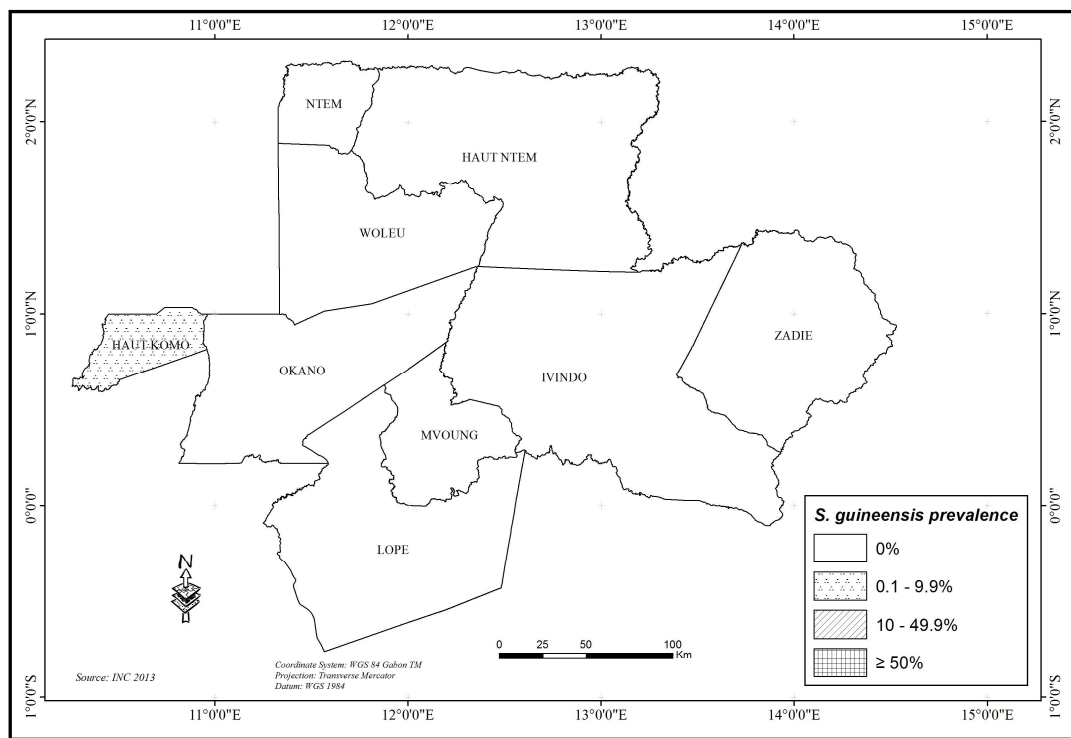 11°0'0"E 12°0'0"E 13°0'0"E 14°0'0"E 15°0'0"E
2°0'0"N
2°0'0"N
1°0'0"N
1°0'0"N
0°0'0"
0°0'0"
1°0'0"S
1°0'0"S
NTEM
HAUT NTEM
WOLEU
HAUT KOMO
OKANO
ZADIE
IVINDO
MVOUNG
LOPE
N
S. guineensis prevalence
0%
0.1 - 9.9%
10 - 49.9%
≥ 50%
0 25 50 100
Km
Source: INC 2013
Coordinate System: WGS 84 Gabon TM
Projection: Transverse Mercator
Datum: WGS 1984
11°0'0"E 12°0'0"E 13°0'0"E 14°0'0"E 15°0'0"E